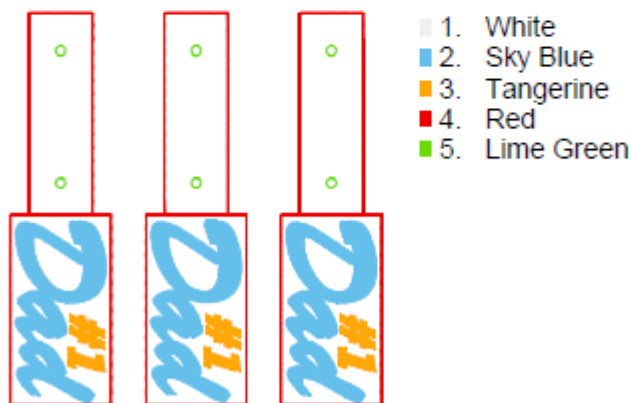 Dad
#1
Dad
#1
Dad
#1
1. White
2. Sky Blue
3. Tangerine
4. Red
5. Lime Green